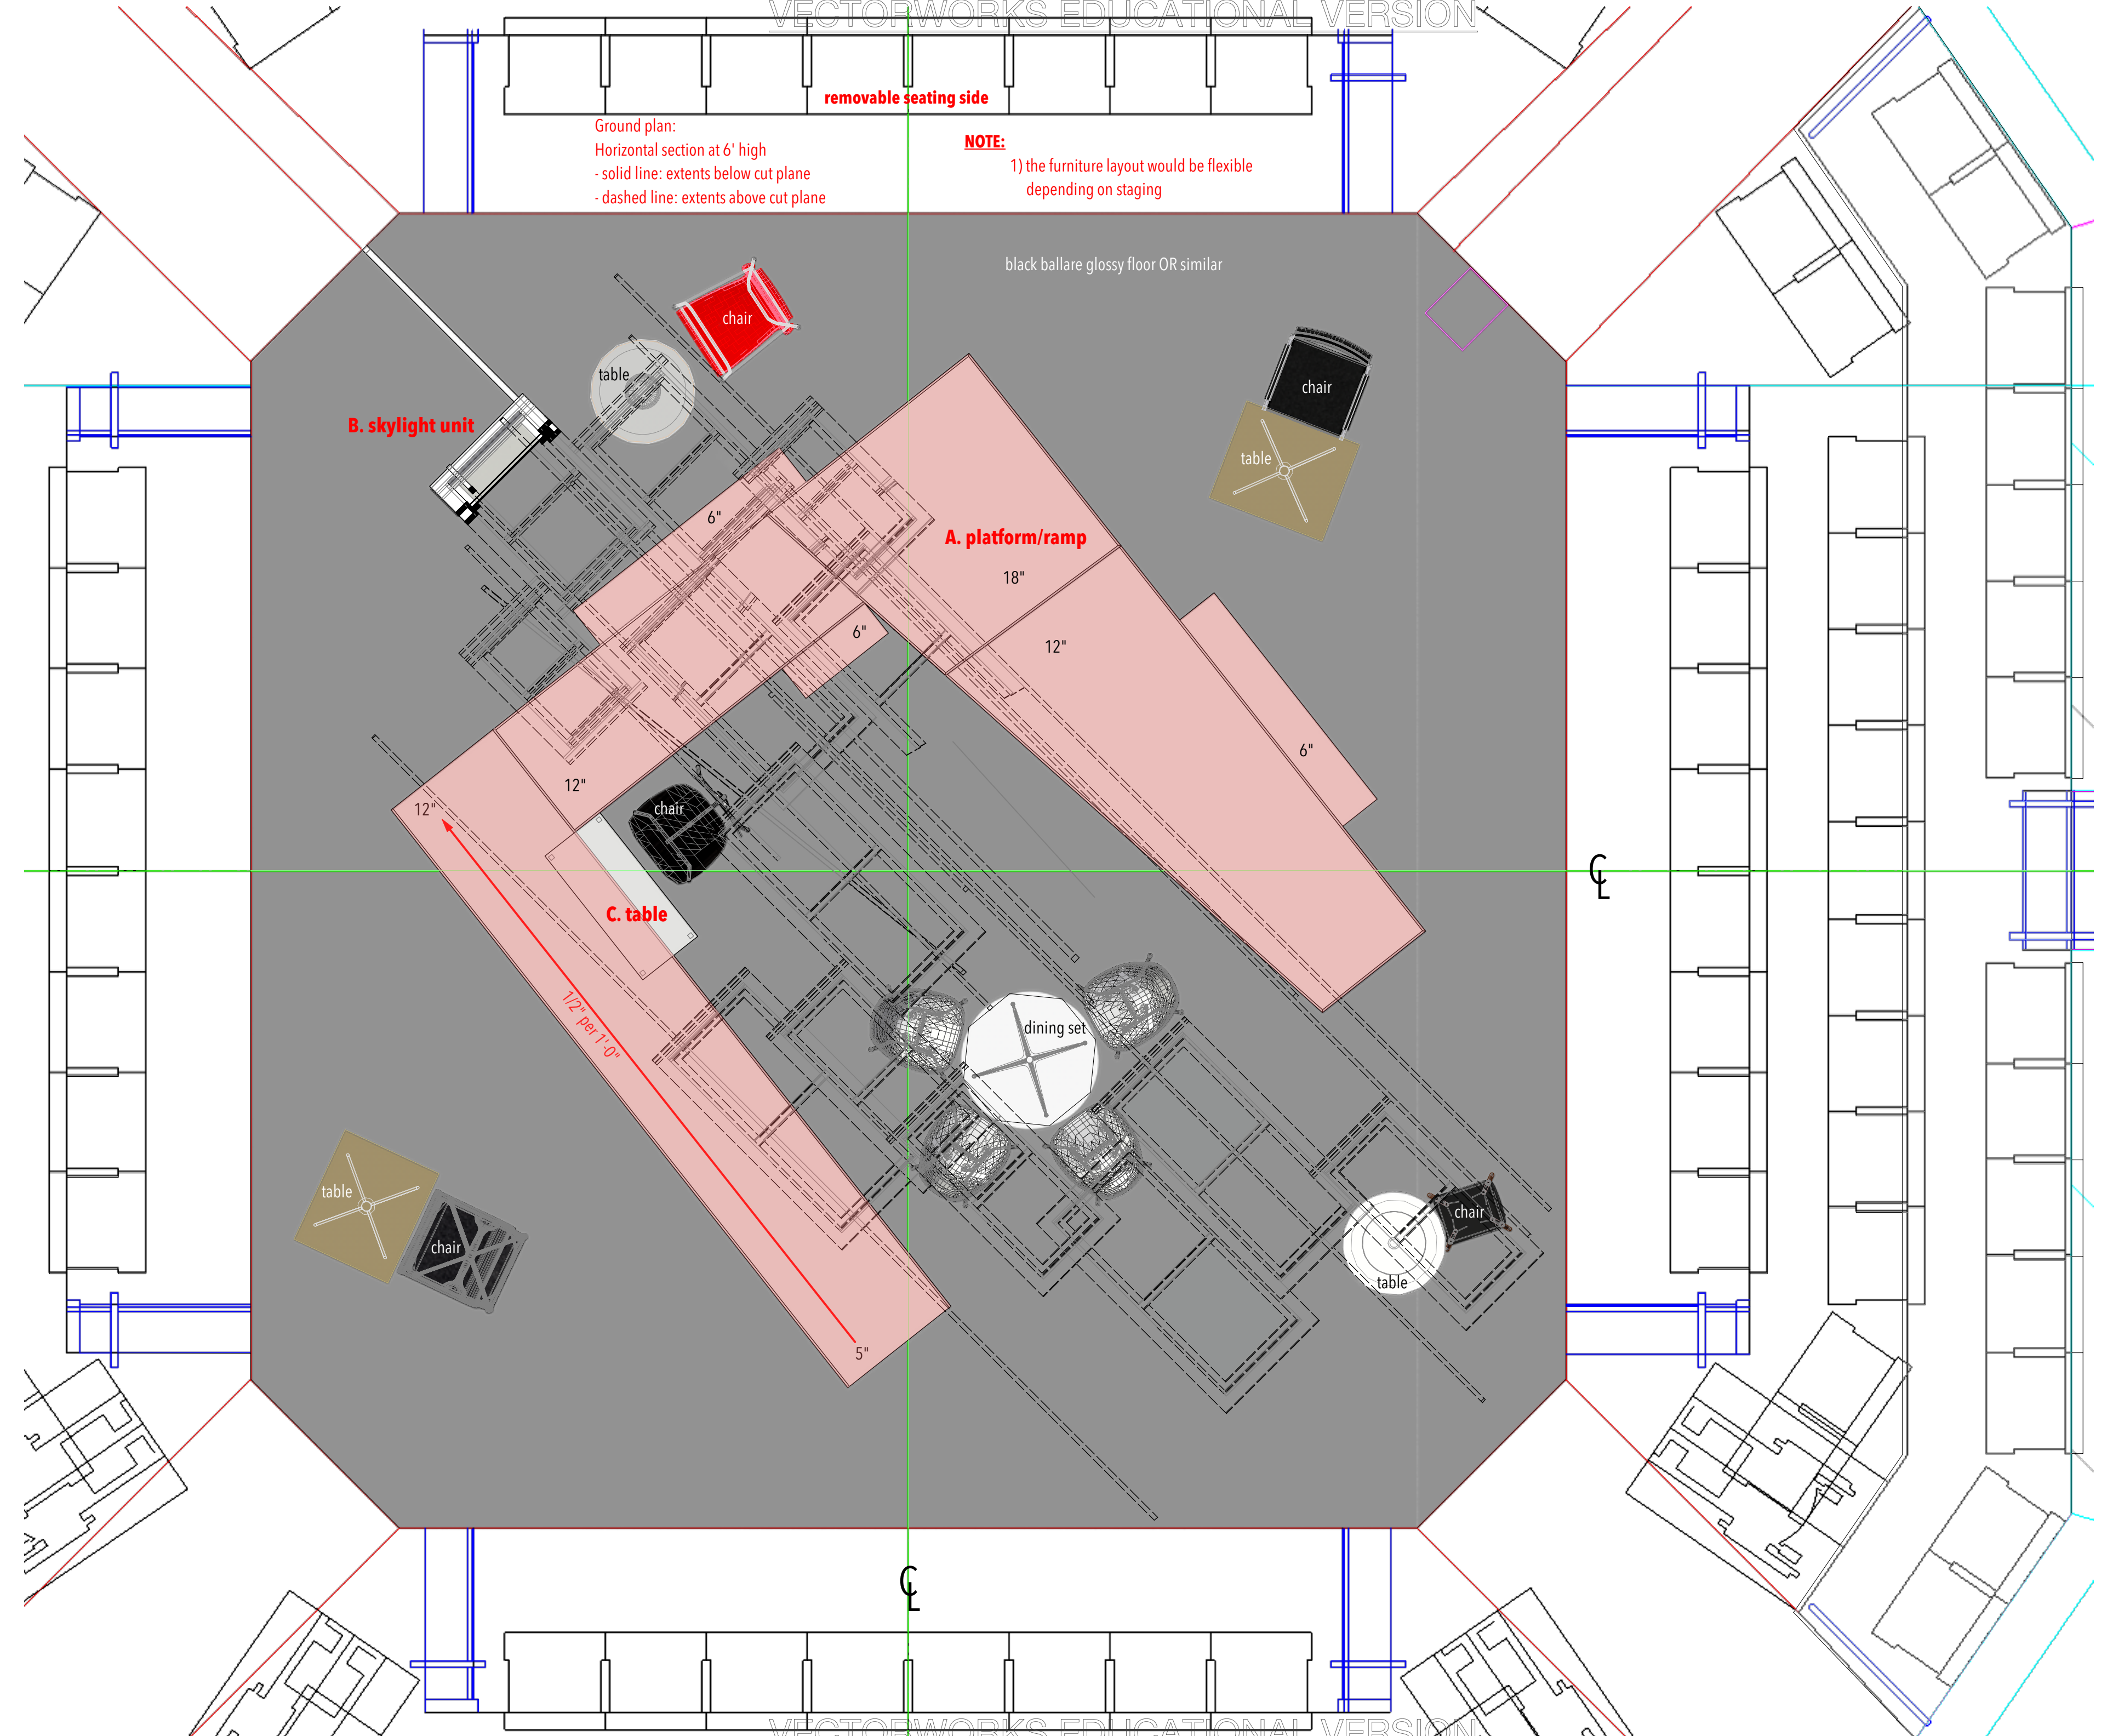 VECTORWORKS EDUCATIONAL VERSION
removable seating side
Ground plan:
Horizontal section at 6' high
- solid line: extents below cut plane
- dashed line: extents above cut plane
NOTE:
1) the furniture layout would be flexible
depending on staging
black ballare glossy floor OR similar
chair
table
chair
table
B. skylight unit
6"
A. platform/ramp
18"
6"
12"
6"
12"
12"
chair
C. table
CL
1/2" per 1'-0"
dining set
table
chair
chair
table
5"
CL
VECTORWORKS EDUCATIONAL VERSION